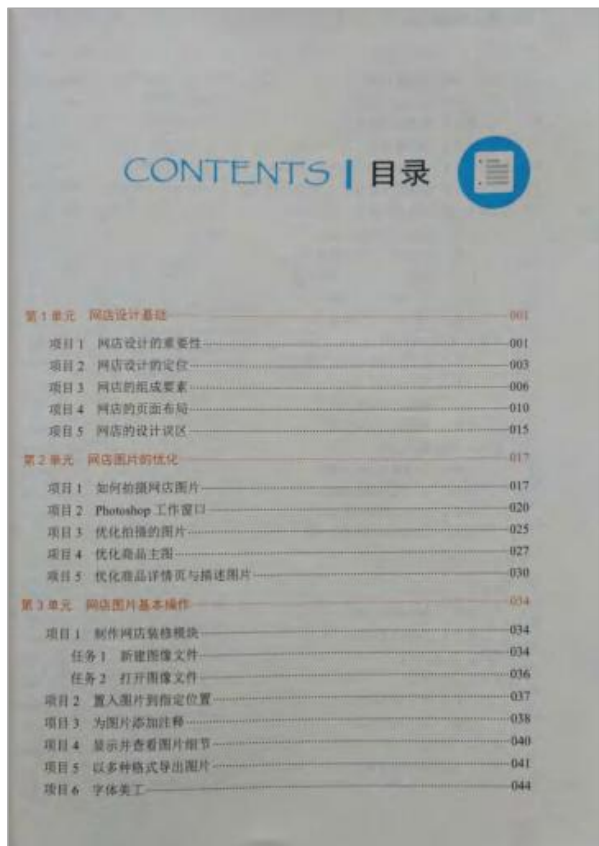 CONTENTS | 目录
第1单元 网店设计基础 001
项目1 网店设计的重要性 001
项目2 网店设计的定位 003
项目3 网店的组成要素 006
项目4 网店的页面布局 010
项目5 网店的设计误区 015
第2单元 网店图片的优化 017
项目1 如何拍摄网店图片 017
项目2 Photoshop 工作窗口 020
项目3 优化拍摄的图片 025
项目4 优化商品主图 027
项目5 优化商品详情页与描述图片 030
第3单元 网店图片基本操作 034
项目1 制作网店装修模块 034
任务1 新建图像文件 034
任务2 打开图像文件 036
项目2 置入图片到指定位置 037
项目3 为图片添加注释 038
项目4 显示并查看图片细节 040
项目5 以多种格式导出图片 041
项目6 字体美工 044